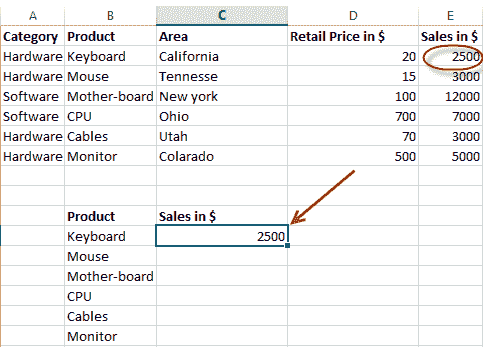 A B C D E
Category Product Area Retail Price in $ Sales in $
Hardware Keyboard California 20 2500
Hardware Mouse Tennesse 15 3000
Software Mother-board New york 100 12000
Software CPU Ohio 700 7000
Hardware Cables Utah 70 3000
Hardware Monitor Colarado 500 5000
Product Sales in $
Keyboard 2500
Mouse
Mother-board
CPU
Cables
Monitor